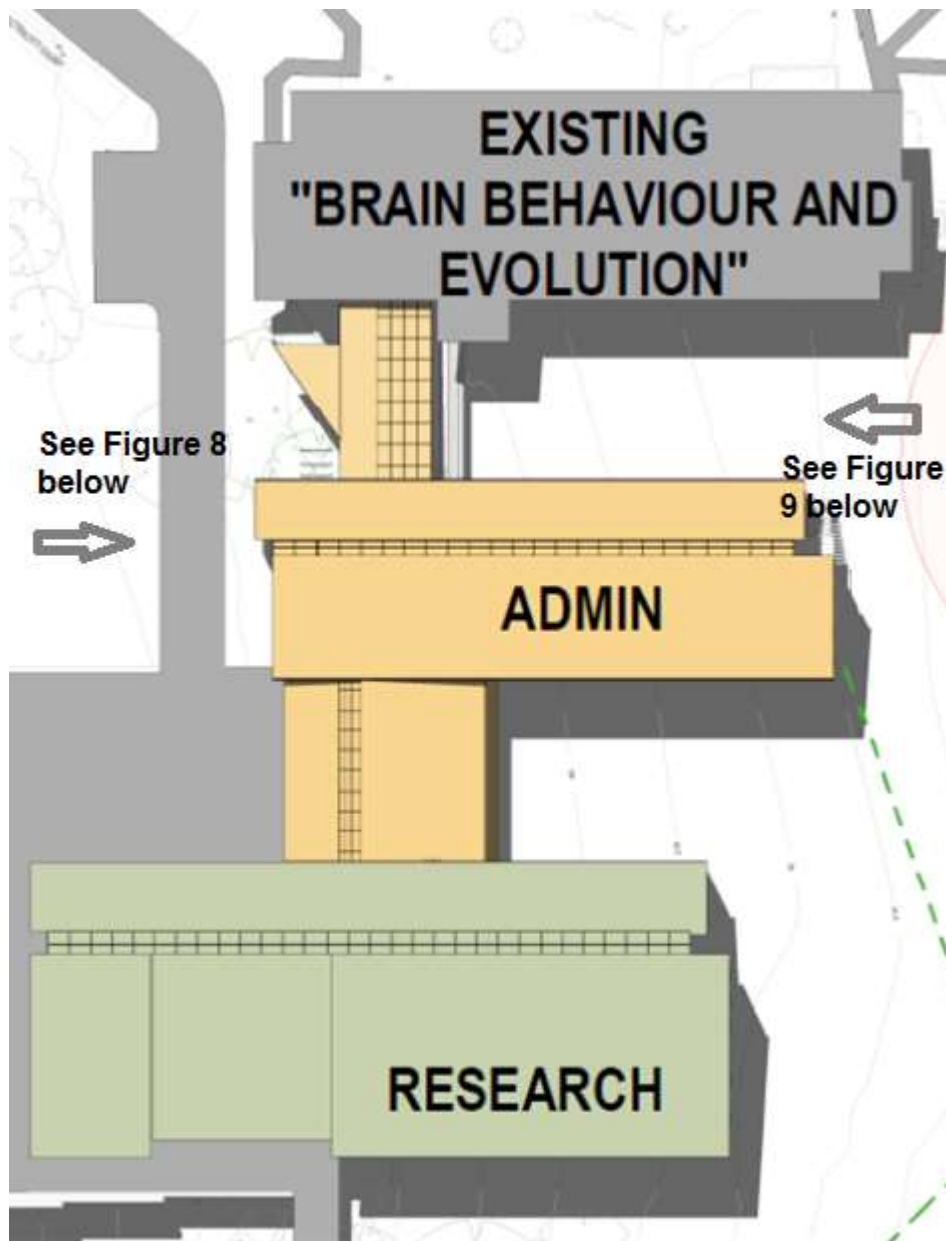 EXISTING
"BRAIN BEHAVIOUR AND
EVOLUTION"
See Figure 8
below
See Figure
9 below
ADMIN
RESEARCH